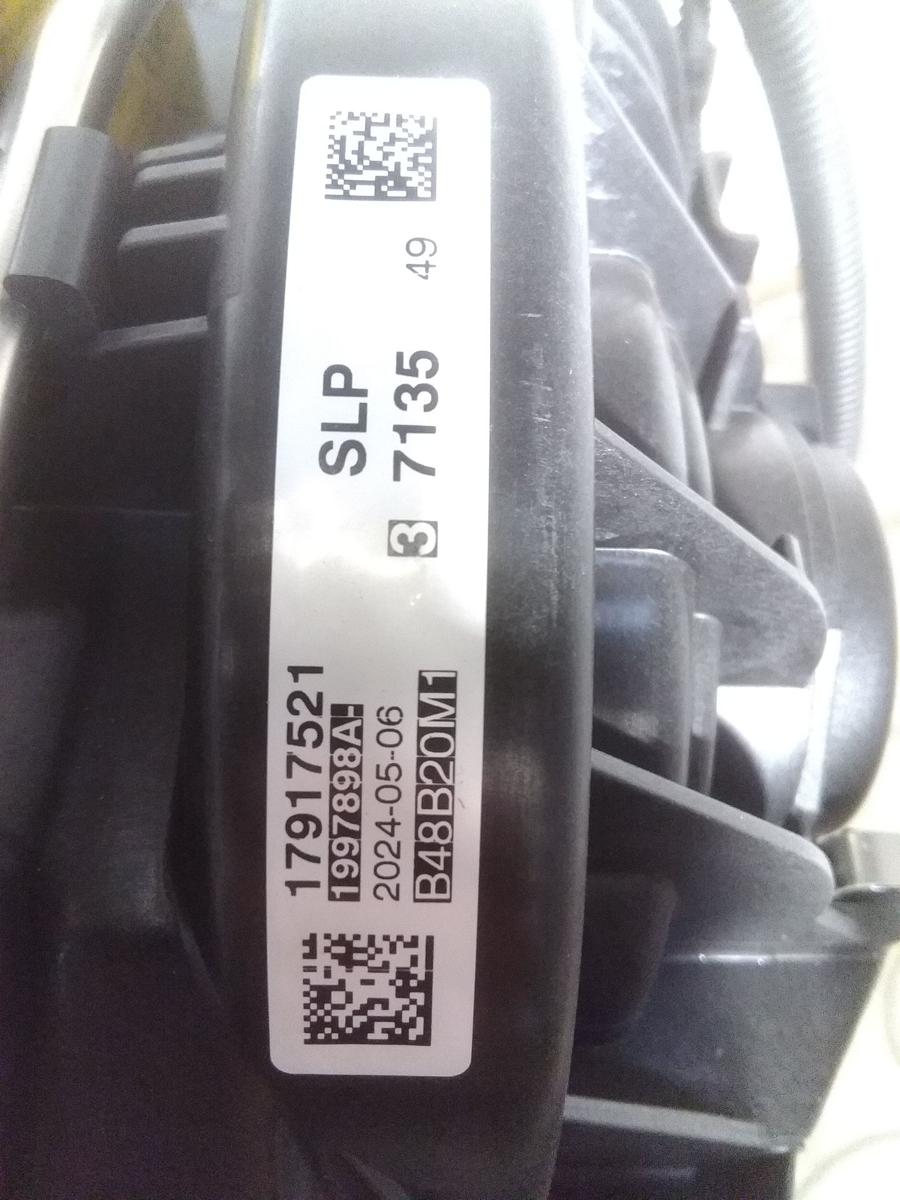 17917521
1997898A-
2024-05-06
B48B20M1
SLP
3 7135 49